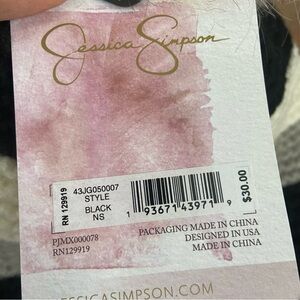 Jessica Simpson
RN 129919
43JG050007
STYLE
BLACK
NS
1 93671 43971 9
$30.00
PJMX000078
RN129919
PACKAGING MADE IN CHINA
DESIGNED IN USA
MADE IN CHINA
ESSICASIMPSON.COM